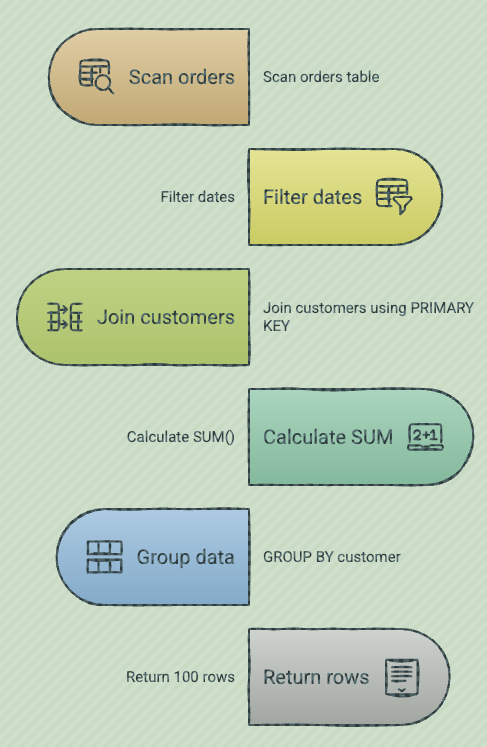 Scan orders
Scan orders table
Filter dates
Filter dates
Join customers
Join customers using PRIMARY
KEY
Calculate SUM()
Calculate SUM
2+1
Group data
GROUP BY customer
Return 100 rows
Return rows